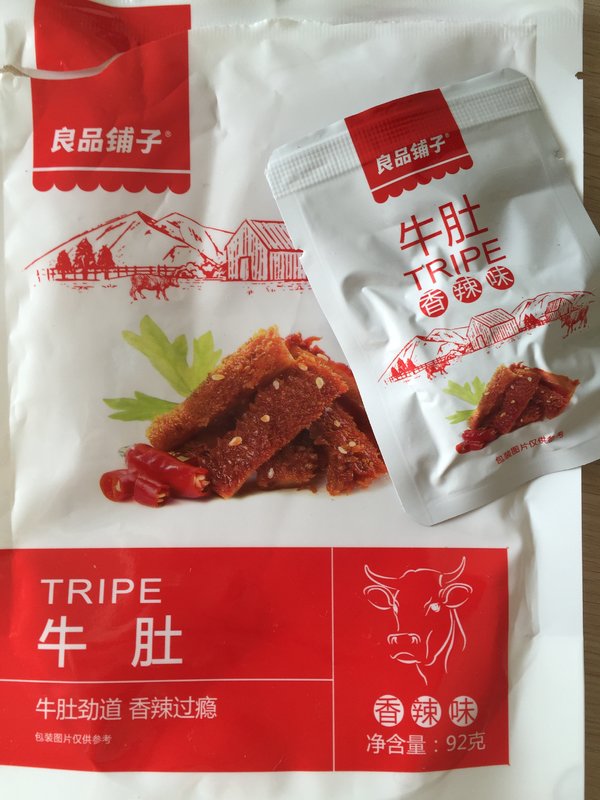 良品铺子®
良品铺子®
牛肚
TRIPE
香辣味
包装图片仅供参考
TRIPE
牛肚
牛肚劲道 香辣过瘾
包装图片仅供参考
香辣味
净含量：92克